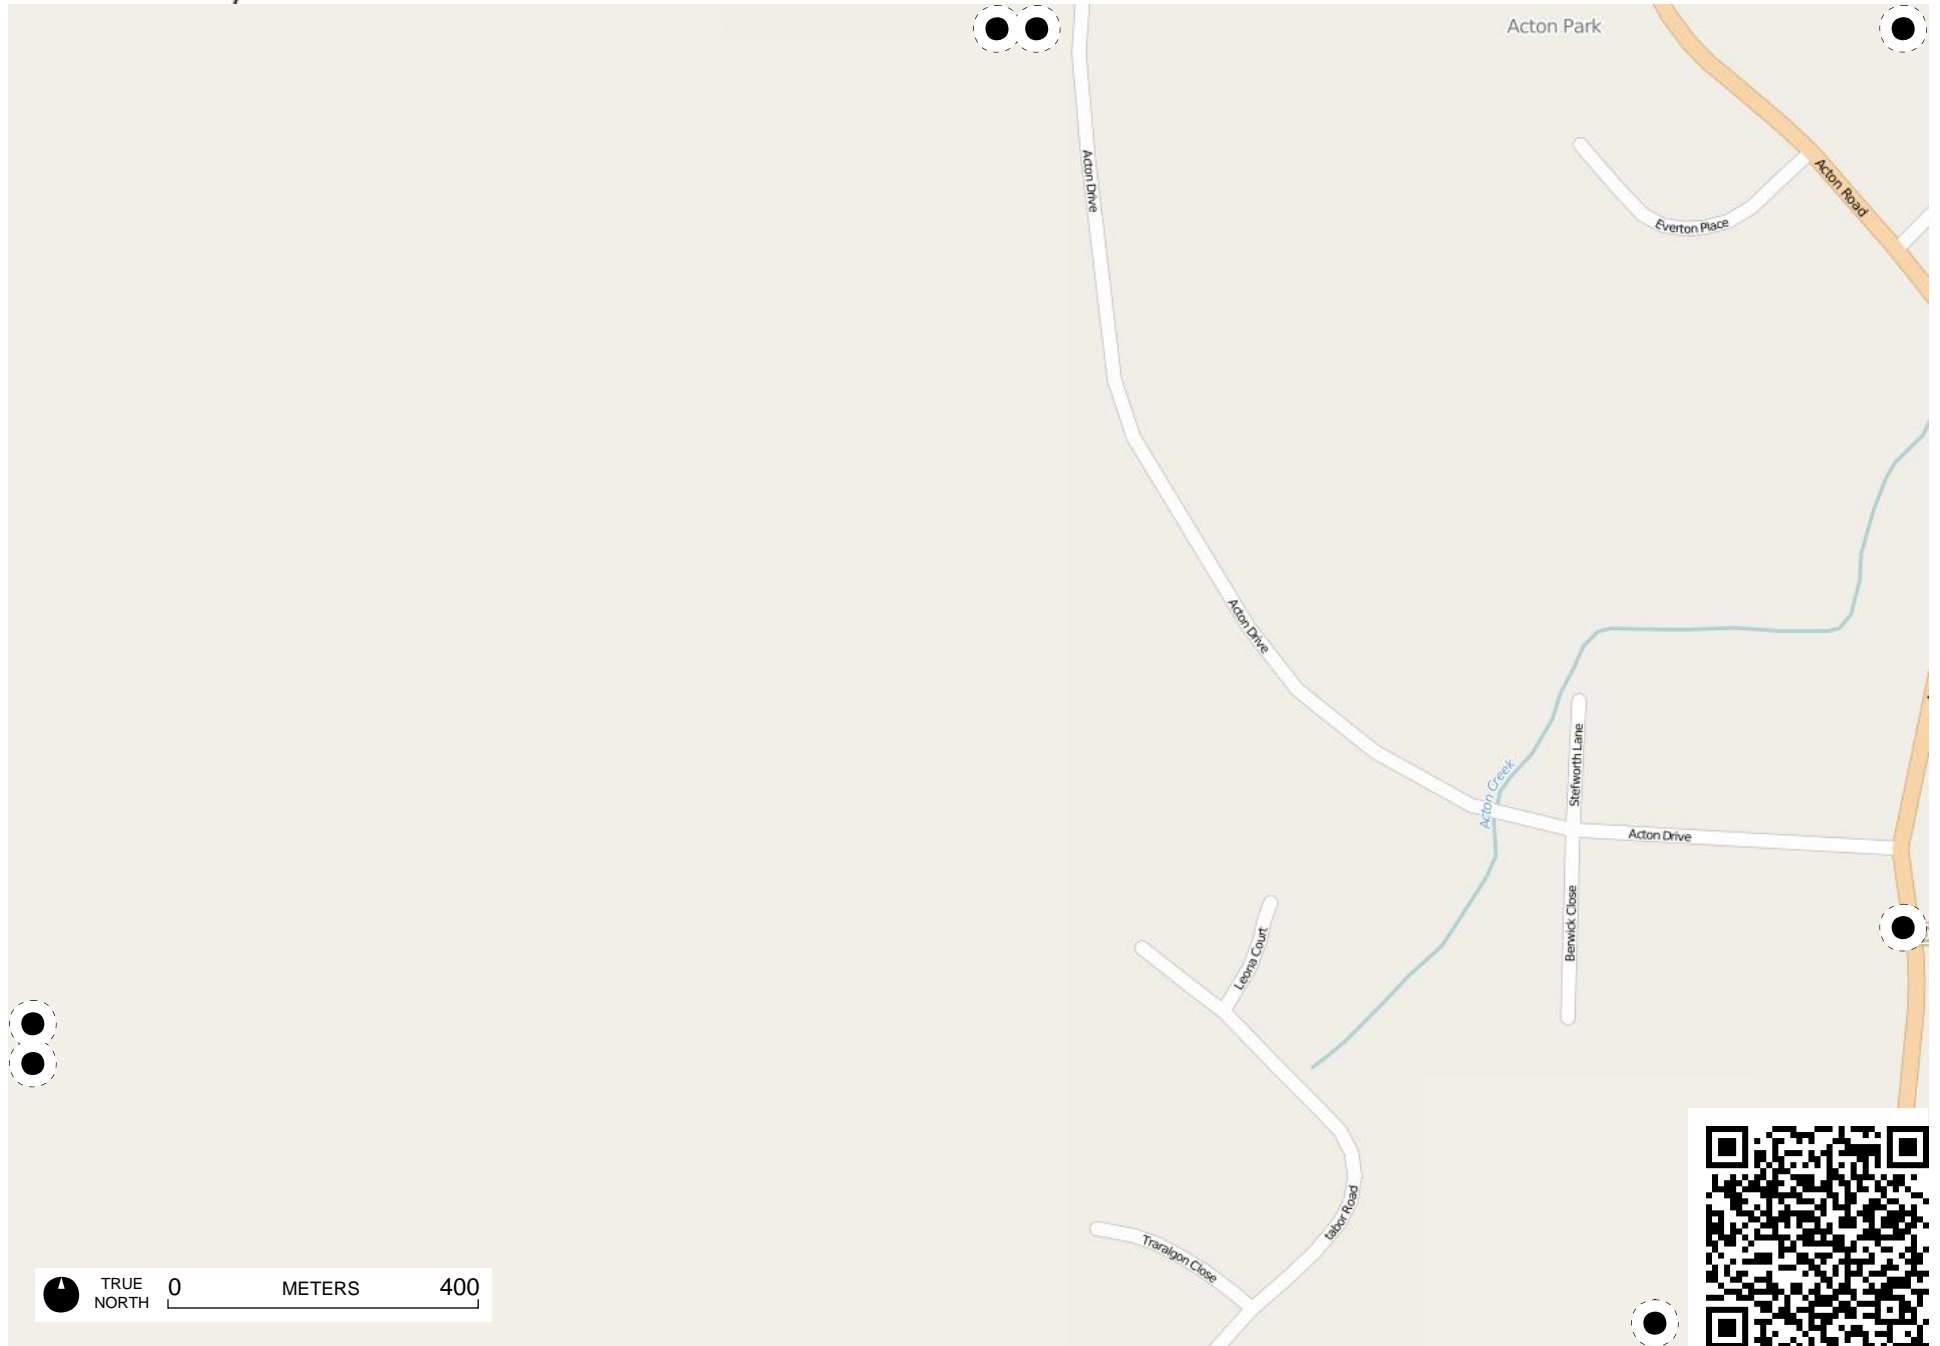 Acton Park
Acton Drive
Acton Road
Everton Place
Acton Drive
Stefworth Lane
Acton Creek
Acton Drive
Berwick Close
Leona Court
tabor Road
Traralgon Close
TRUE
NORTH
0 METERS 400